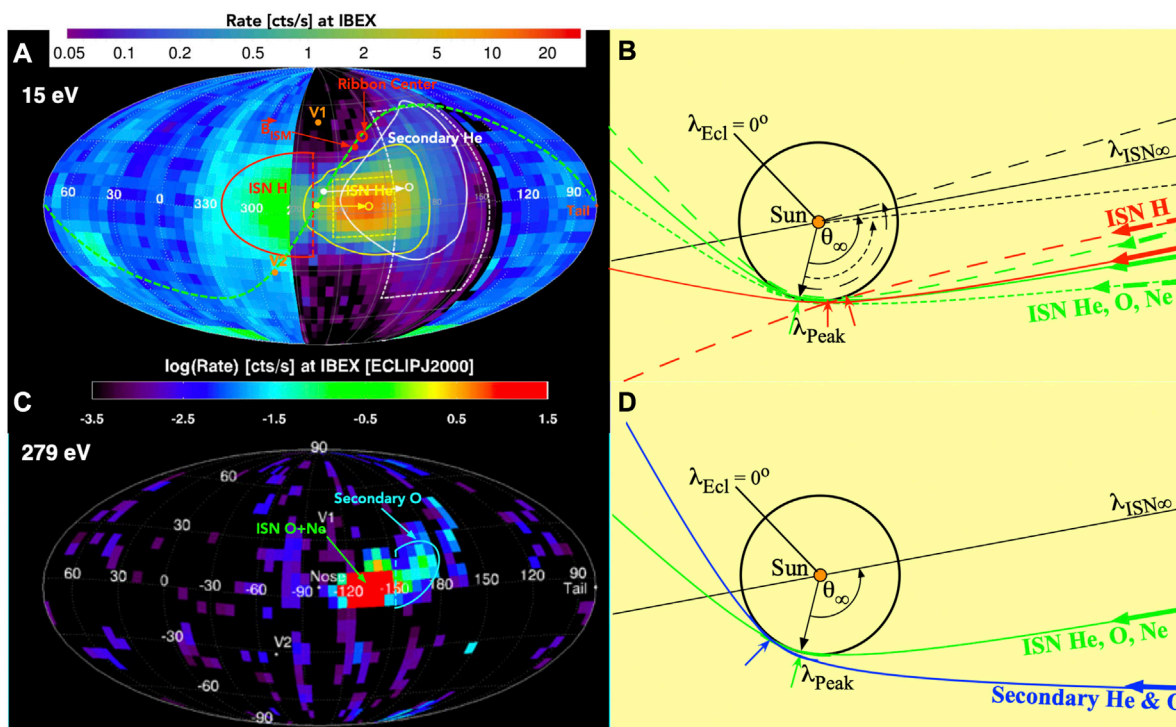 A
Rate [cts/s] at IBEX
0.05 0.1 0.2 0.5 1 2 5 10 20
15 eV
Ribbon Center
V1
B ISM
Secondary He
ISN H
ISN He
60 30 0 330 300
180 150 120 90
Tail
V2
B
λEcl = 0°
λISN∞
Sun
θ∞
ISN H
ISN He, O, Ne
λPeak
C
log(Rate) [cts/s] at IBEX [ECLIPJ2000]
-3.5 -2.5 -1.5 -0.5 0.5 1.5
279 eV
90
60
Secondary O
ISN O+Ne
30
V1
60 30 0 -30 -60 -90 -120 -150 180 150 120 90
Nose
Tail
-30
V2
-60
-90
D
λEcl = 0°
λISN∞
Sun
θ∞
ISN He, O, Ne
λPeak
Secondary He &